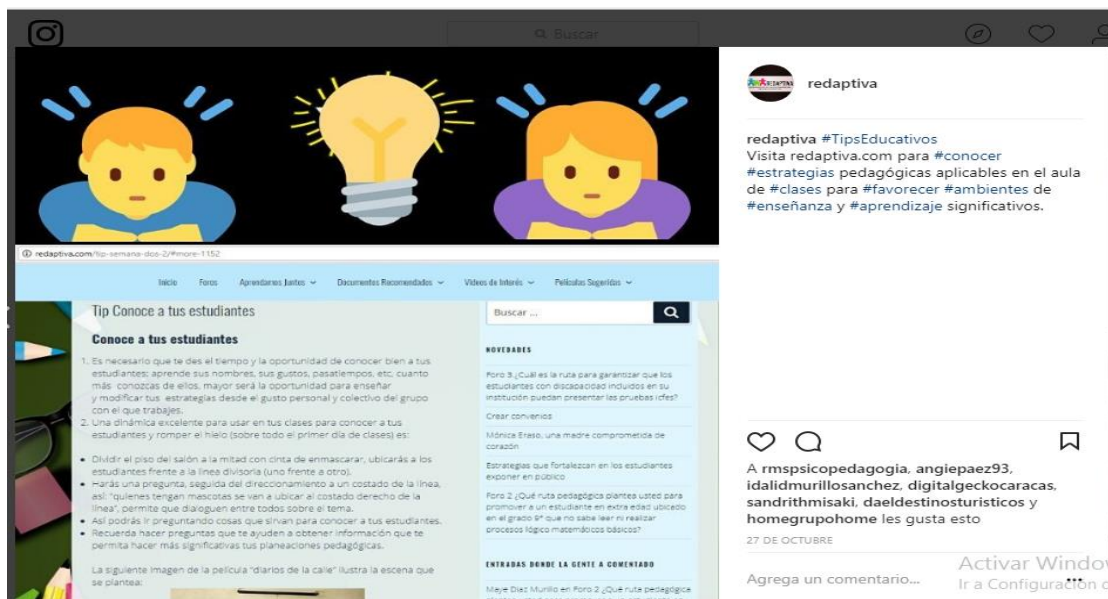 Buscar
redaptiva
redaptiva #TipsEducativos
Visita redaptiva.com para #conocer
#estrategias pedagógicas aplicables en el aula
de #clases para #favorecer #ambientes de
#enseñanza y #aprendizaje significativos.
redaptiva.com/tip-semana-dos-2/#more-1152
Inicio Foros Aprendamos Juntos Documentos Recomendados Vídeos de Interés Películas Sugeridas
Tip Conoce a tus estudiantes
Conoce a tus estudiantes
1. Es necesario que te des el tiempo y la oportunidad de conocer bien a tus
estudiantes; aprende sus nombres, sus gustos, pasatiempos, etc, cuanto
más conozcas de ellos, mayor será la oportunidad para enseñar
y modificar tus estrategias desde el gusto personal y colectivo del grupo
con el que trabajes.
2. Una dinámica excelente para usar en tus clases para conocer a tus
estudiantes y romper el hielo (sobre todo el primer día de clases) es:
• Dividir el piso del salón a la mitad con cinta de enmascarar, ubicarás a los
estudiantes frente a la línea divisoria (uno frente a otro).
• Harás una pregunta, seguida del direccionamiento a un costado de la línea,
así: "quienes tengan mascotas se van a ubicar al costado derecho de la
línea", permite que dialoguen entre todos sobre el tema.
• Así podrás ir preguntando cosas que sirvan para conocer a tus estudiantes.
• Recuerda hacer preguntas que te ayuden a obtener información que te
permita hacer más significativas tus planeaciones pedagógicas.
La siguiente imagen de la película "diarios de la calle" ilustra la escena que
se plantea:
Buscar ...
NOVEDADES
Foro 3 ¿Cuál es la ruta para garantizar que los
estudiantes con discapacidad incluidos en su
institución puedan presentar las pruebas icfes?
Crear convenios
Mónica Eraso, una madre comprometida de
corazón
Estrategias que fortalezcan en los estudiantes
exponer en público
Foro 2 ¿Qué ruta pedagógica plantea usted para
promover a un estudiante en extra edad ubicado
en el grado 9° que no sabe leer ni realizar
procesos lógico matemáticos básicos?
ENTRADAS DONDE LA GENTE A COMENTADO
Maye Diaz Murillo en Foro 2 ¿Qué ruta pedagógica
A rmspsicopedagogia, angiepaez93,
idalidmurillosanchez, digitalgeckocaracas,
sandrithmisaki, daeldestinosturisticos y
homegrupohome les gusta esto
27 DE OCTUBRE
Agrega un comentario...
Activar Window
Ir a Configuración